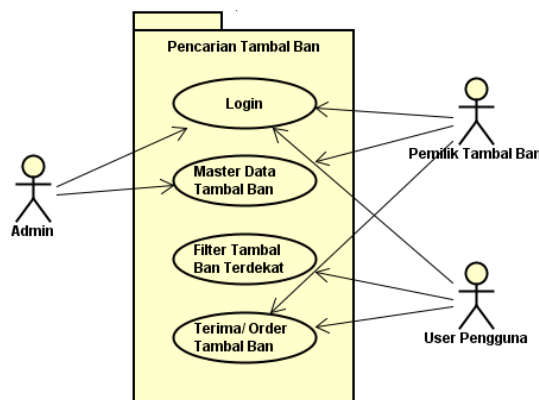 Pencarian Tambal Ban
Login
Master Data
Tambal Ban
Filter Tambal
Ban Terdekat
Terima/ Order
Tambal Ban
Admin
Pemilik Tambal Ban
User Pengguna